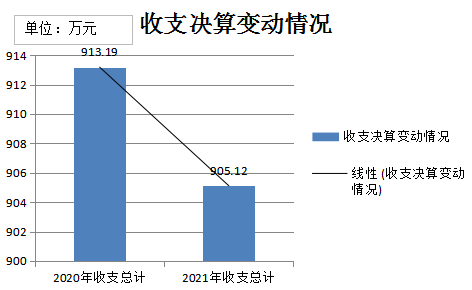 单位：万元
收支决算变动情况
914
912
910
908
906
904
902
900
913.19
905.12
2020年收支总计
2021年收支总计
收支决算变动情况
线性 (收支决算变动
情况)